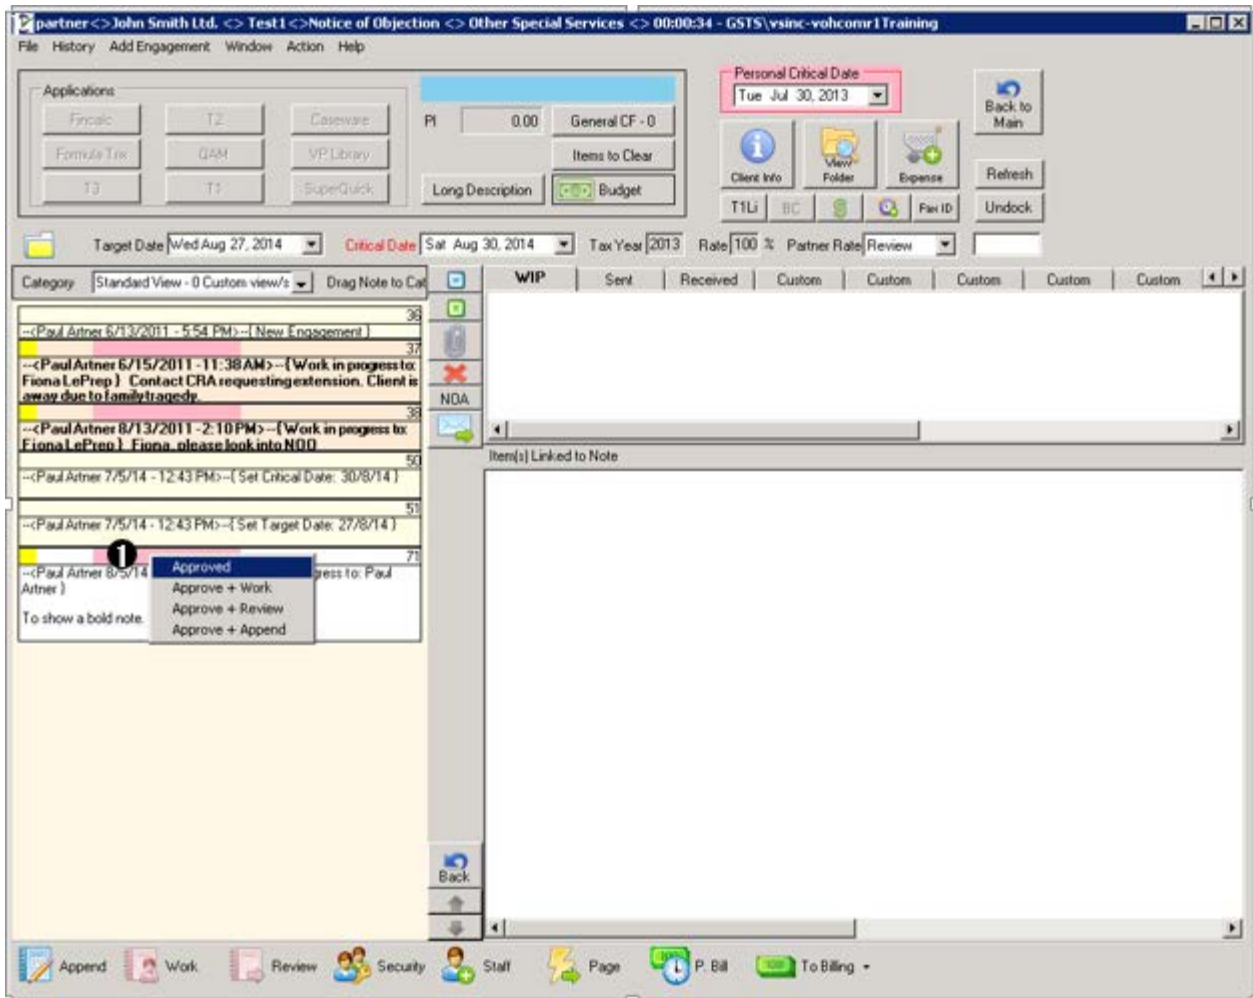 partner<>John Smith Ltd. <> Test1<>Notice of Objection <> Other Special Services <> 00:00:34 - GSTS\vsinc-vohcomr1Training
File History Add Engagement Window Action Help
Applications
Fincalc T2 Caseware
Formula Trix QAM VP Library
T3 T1 SuperQuick
PI 0.00 General CF - 0
Items to Clear
Long Description Budget
Personal Critical Date
Tue Jul 30, 2013
Back to
Main
Client Info
View
Folder
Expense
Refresh
T1Li BC Fax ID Undock
Target Date Wed Aug 27, 2014 Critical Date Sat Aug 30, 2014 Tax Year 2013 Rate 100 % Partner Rate Review
Category Standard View - 0 Custom view/s Drag Note to Cat
WIP Sent Received Custom Custom Custom Custom Custom
36
--<Paul Artner 6/13/2011 - 5:54 PM>--{ New Engagement }
37
--<Paul Artner 6/15/2011 - 11:38 AM>--{ Work in progress to:
Fiona LePrep } Contact CRA requesting extension. Client is
away due to family tragedy.
38
--<Paul Artner 8/13/2011 - 2:10 PM>--{ Work in progress to:
Fiona LePrep } Fiona, please look into NOO
50
--<Paul Artner 7/5/14 - 12:43 PM>--{ Set Critical Date: 30/8/14 }
51
--<Paul Artner 7/5/14 - 12:43 PM>--{ Set Target Date: 27/8/14 }
71
1
--<Paul Artner 8/5/14 gress to: Paul
Artner }
To show a bold note.
Approved
Approve + Work
Approve + Review
Approve + Append
NOA
Item(s) Linked to Note
Back
Append Work Review Security Staff Page P. Bill To Billing